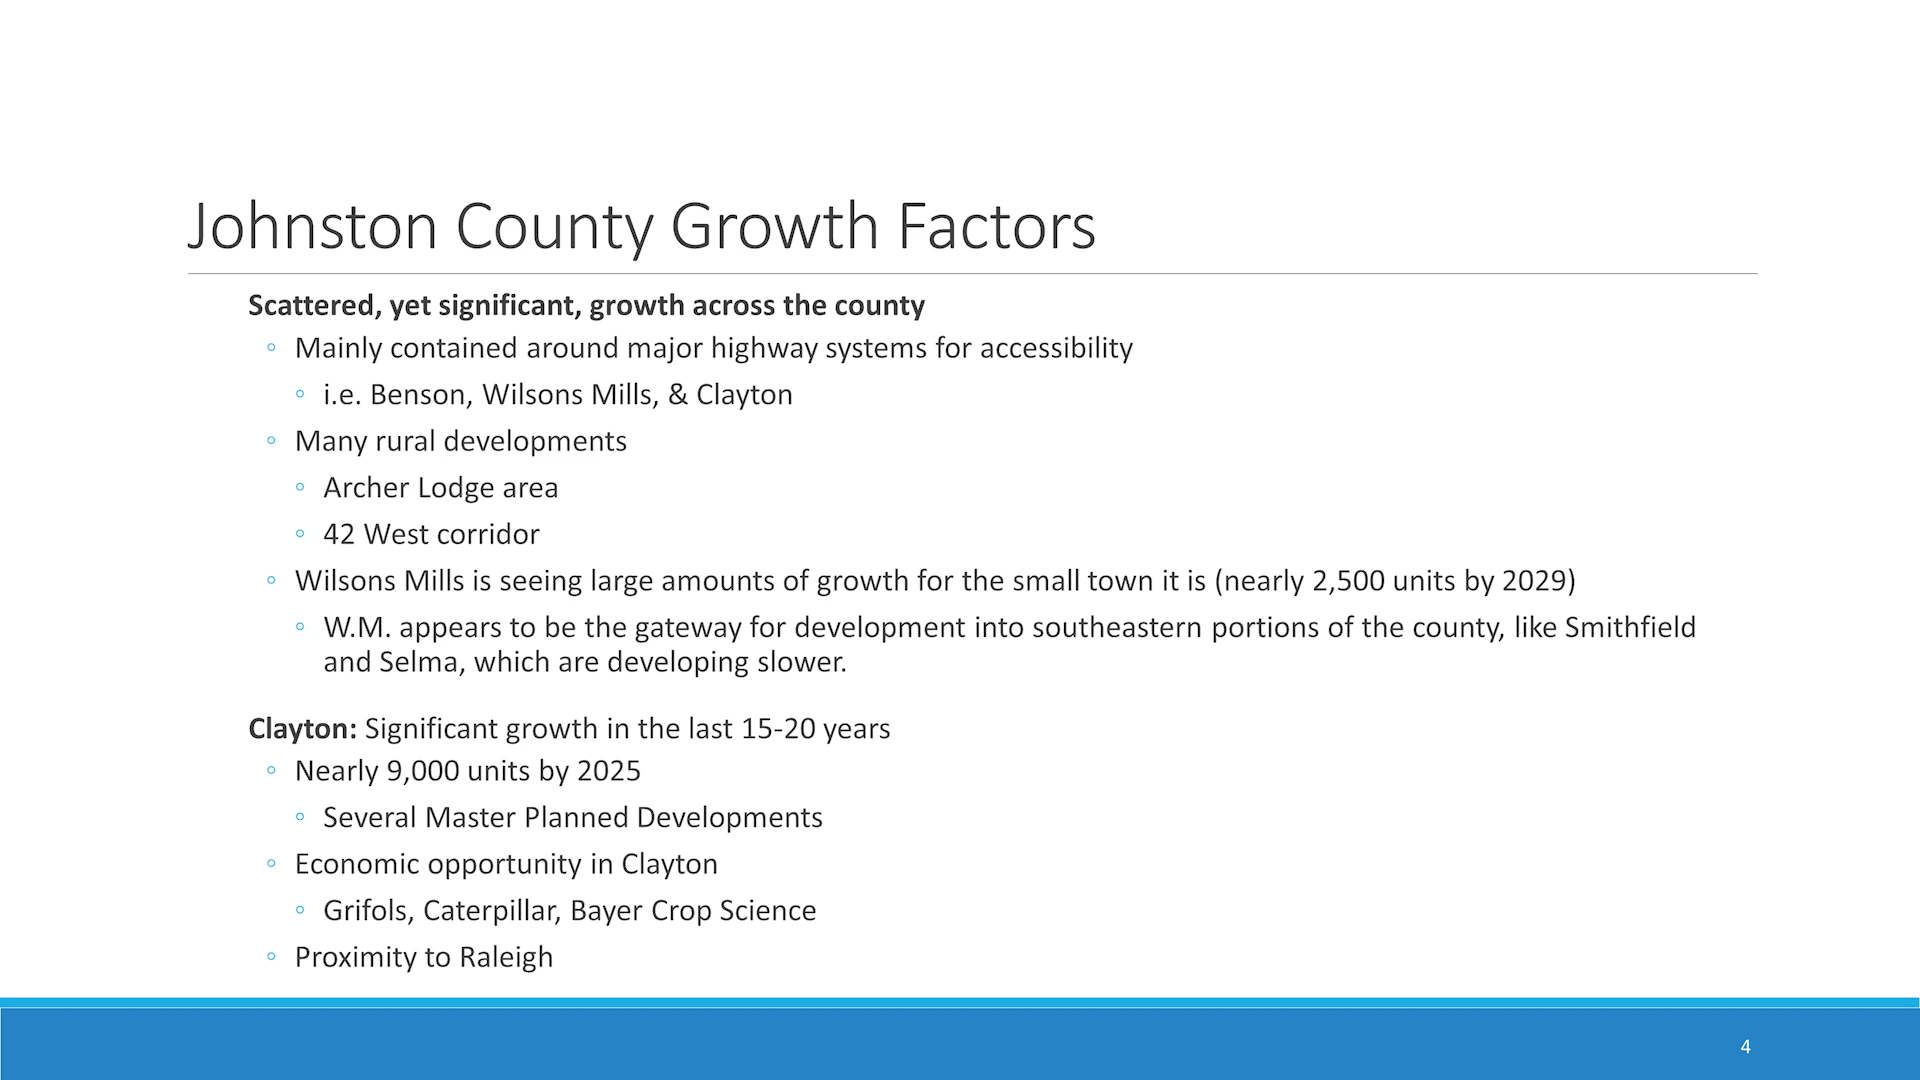 Johnston County Growth Factors
Scattered, yet significant, growth across the county
◦ Mainly contained around major highway systems for accessibility
◦ i.e. Benson, Wilsons Mills, & Clayton
◦ Many rural developments
◦ Archer Lodge area
◦ 42 West corridor
◦ Wilsons Mills is seeing large amounts of growth for the small town it is (nearly 2,500 units by 2029)
◦ W.M. appears to be the gateway for development into southeastern portions of the county, like Smithfield
and Selma, which are developing slower.
Clayton: Significant growth in the last 15-20 years
◦ Nearly 9,000 units by 2025
◦ Several Master Planned Developments
◦ Economic opportunity in Clayton
◦ Grifols, Caterpillar, Bayer Crop Science
◦ Proximity to Raleigh
4